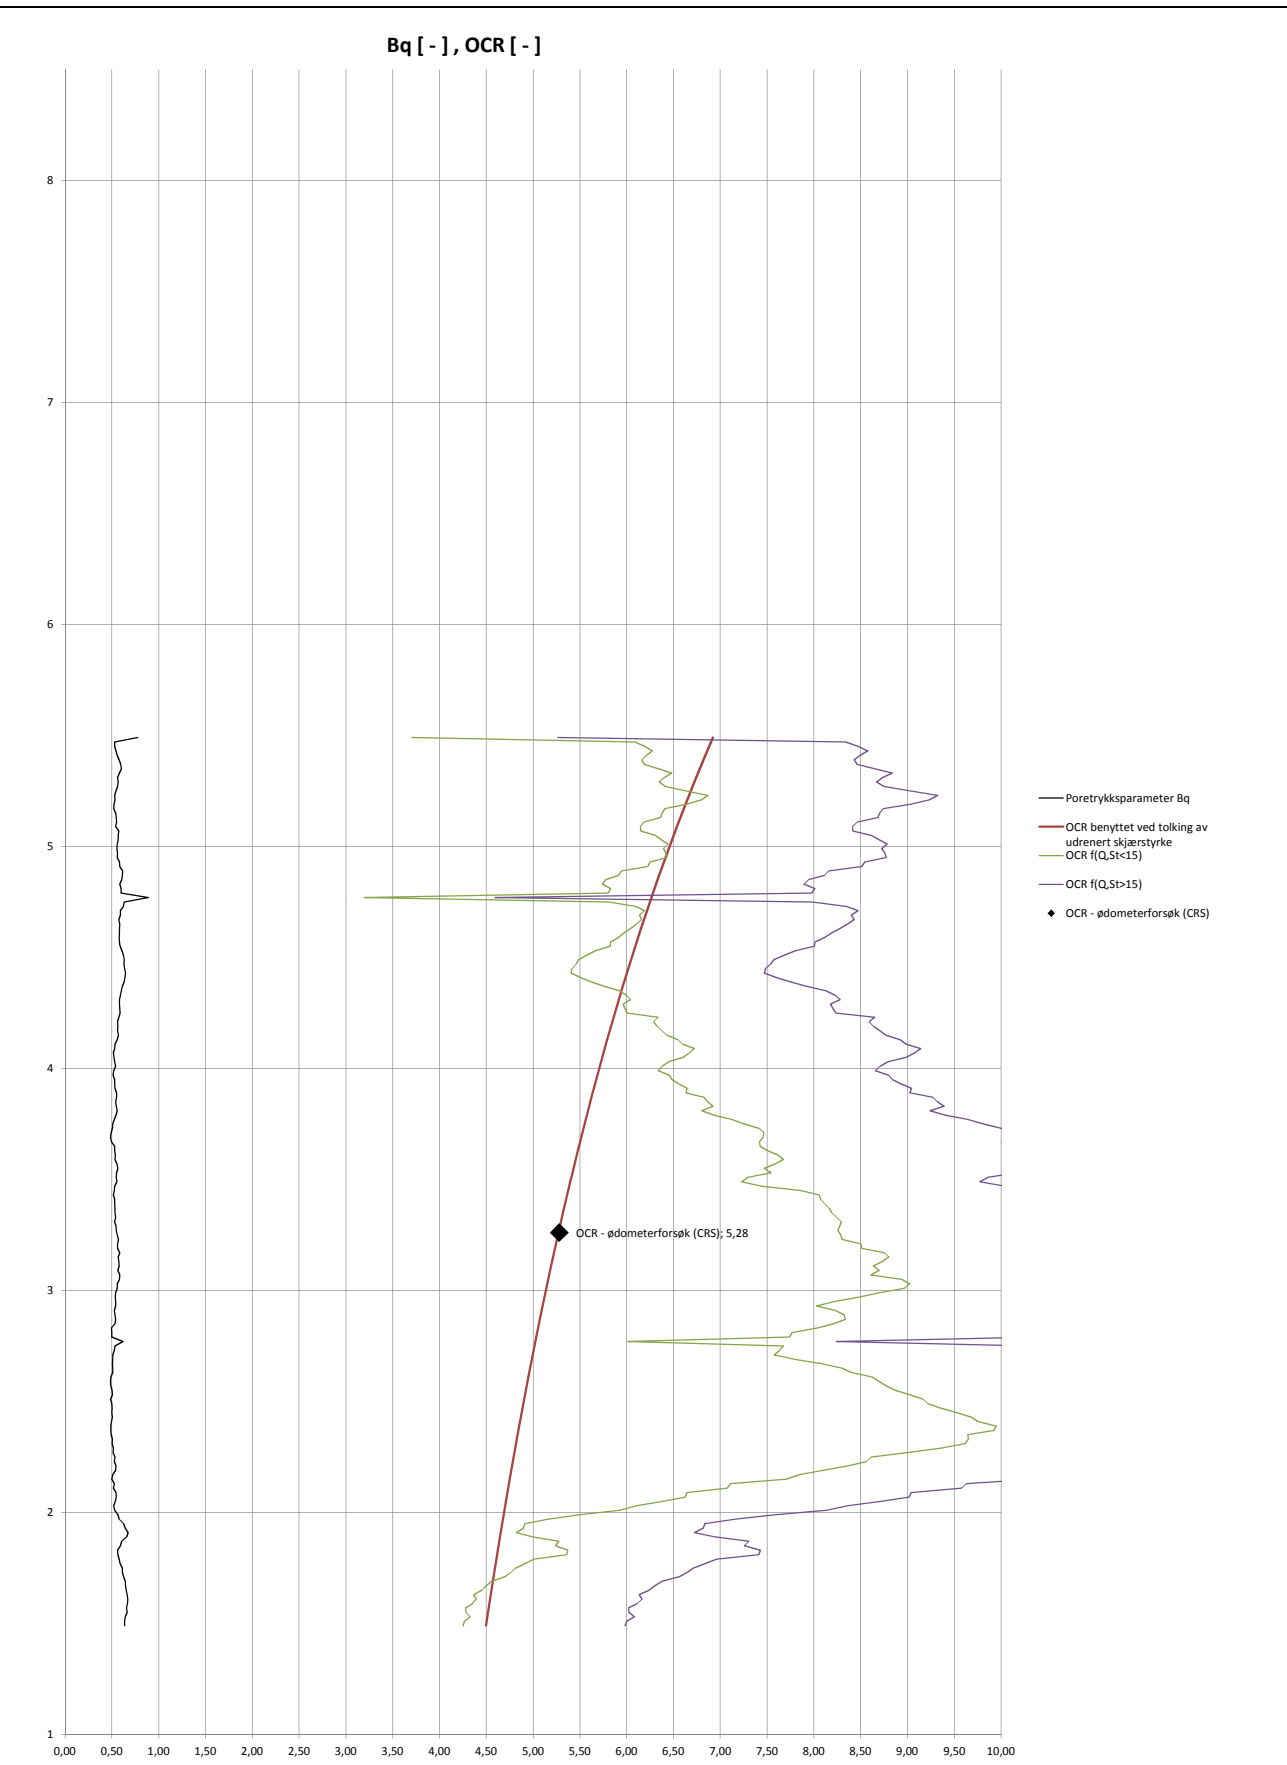 Bq [ - ] , OCR [ - ]
8
7
6
5
4
3
2
1
0,00 0,50 1,00 1,50 2,00 2,50 3,00 3,50 4,00 4,50 5,00 5,50 6,00 6,50 7,00 7,50 8,00 8,50 9,00 9,50 10,00
OCR - ødometerforsøk (CRS); 5,28
Poretrykksparameter Bq
OCR benyttet ved tolking av
udrenert skjærstyrke
OCR f(Q,St<15)
OCR f(Q,St>15)
OCR - ødometerforsøk (CRS)